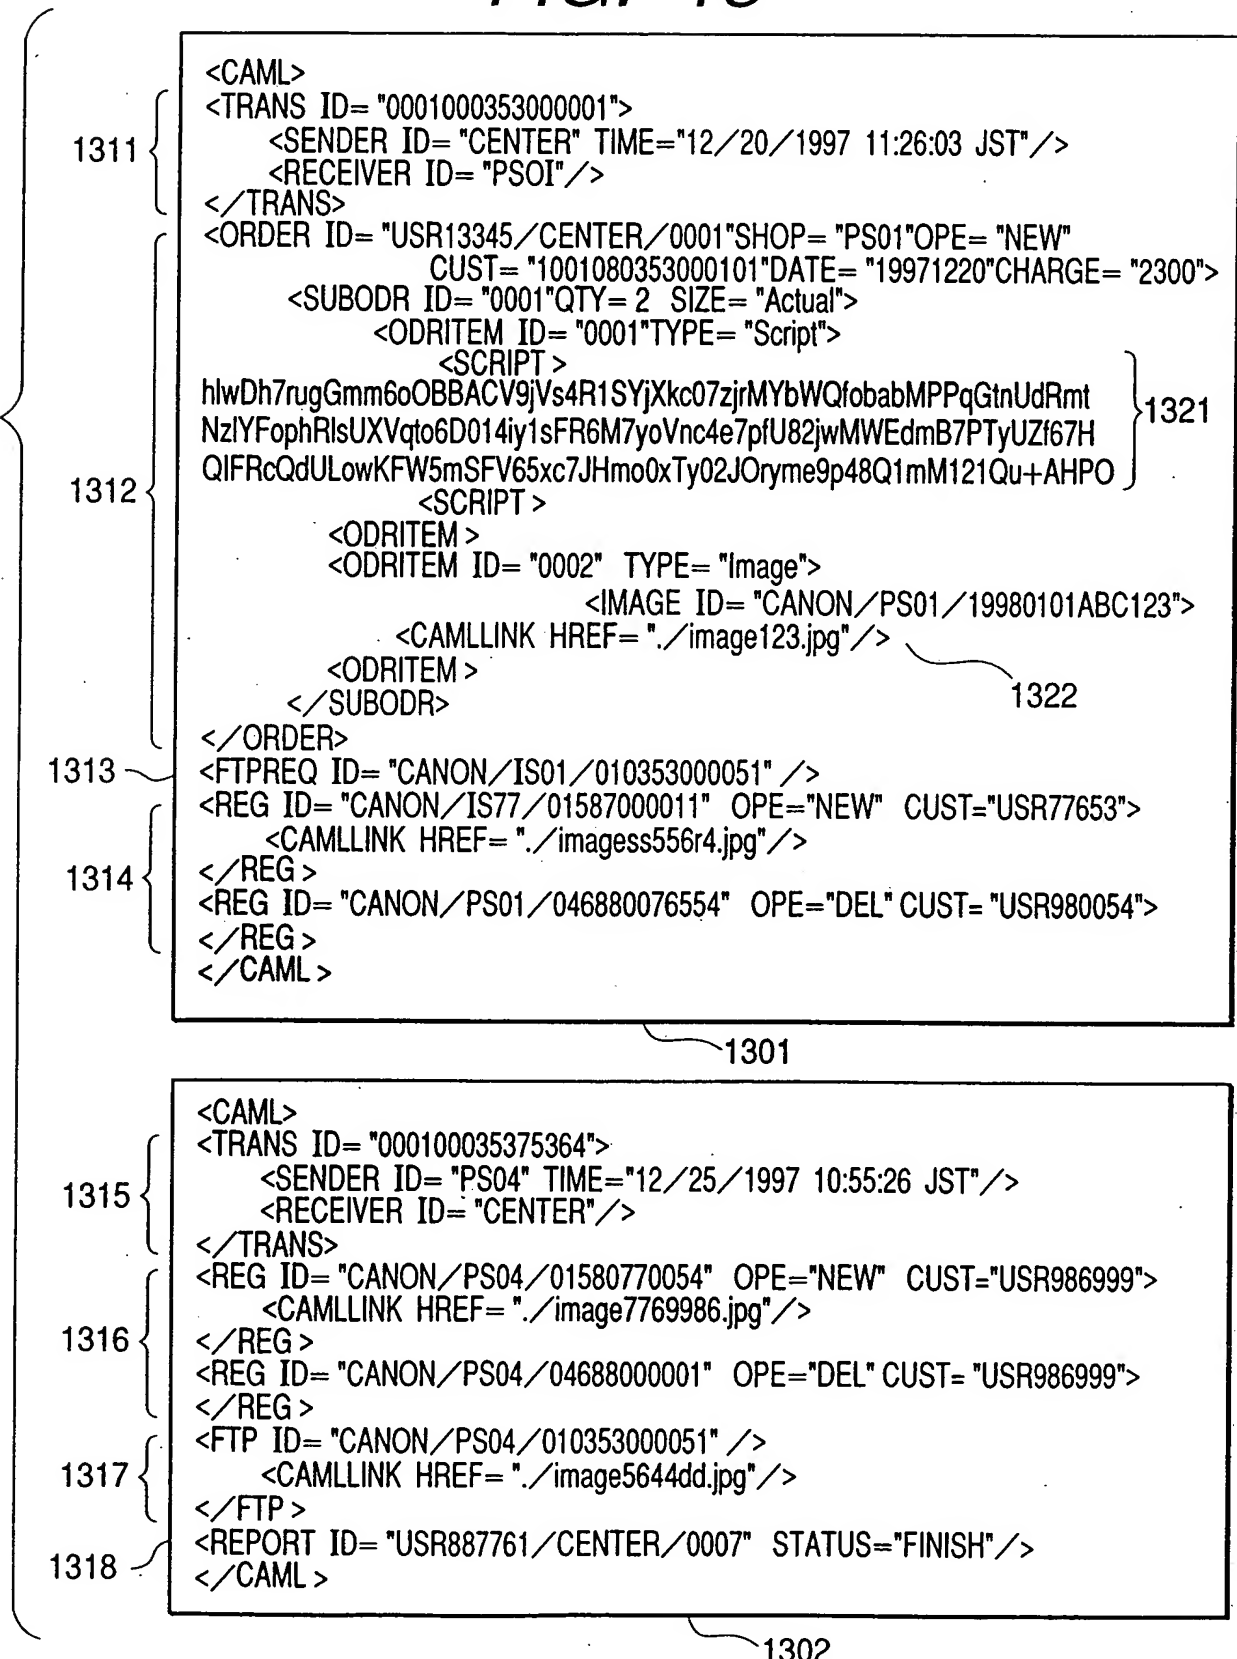 <CAML>
1311
<TRANS ID= "0001000353000001">
<SENDER ID= "CENTER" TIME="12/20/1997 11:26:03 JST"/>
<RECEIVER ID= "PSOI"/>
</TRANS>
1312
<ORDER ID= "USR13345/CENTER/0001"SHOP= "PS01"OPE= "NEW"
CUST= "1001080353000101"DATE= "19971220"CHARGE= "2300">
<SUBODR ID= "0001"QTY= 2 SIZE= "Actual">
<ODRITEM ID= "0001"TYPE= "Script">
<SCRIPT>
hIwDh7rugGmm6oOBBACV9jVs4R1SYjXkc07zjrMYbWQfobabMPPqGtnUdRmt
NzIYFophRIsUXVqto6D014iy1sFR6M7yoVnc4e7pfU82jwMWEdmB7PTyUZf67H
QIFRcQdULowKFW5mSFV65xc7JHmo0xTy02JOryme9p48Q1mM121Qu+AHPO
1321
<SCRIPT>
<ODRITEM>
<ODRITEM ID= "0002" TYPE= "Image">
<IMAGE ID= "CANON/PS01/19980101ABC123">
<CAMLLINK HREF= "./image123.jpg"/>
1322
<ODRITEM>
</SUBODR>
</ORDER>
1313
<FTPREQ ID= "CANON/IS01/010353000051" />
1314
<REG ID= "CANON/IS77/01587000011" OPE="NEW" CUST="USR77653">
<CAMLLINK HREF= "./imagess556r4.jpg"/>
</REG>
<REG ID= "CANON/PS01/046880076554" OPE="DEL" CUST= "USR980054">
</REG>
</CAML>
1301
<CAML>
1315
<TRANS ID= "000100035375364">
<SENDER ID= "PS04" TIME="12/25/1997 10:55:26 JST"/>
<RECEIVER ID= "CENTER"/>
</TRANS>
1316
<REG ID= "CANON/PS04/01580770054" OPE="NEW" CUST="USR986999">
<CAMLLINK HREF= "./image7769986.jpg"/>
</REG>
<REG ID= "CANON/PS04/04688000001" OPE="DEL" CUST= "USR986999">
</REG>
1317
<FTP ID= "CANON/PS04/010353000051" />
<CAMLLINK HREF= "./image5644dd.jpg"/>
</FTP>
1318
<REPORT ID= "USR887761/CENTER/0007" STATUS="FINISH"/>
</CAML>
1302